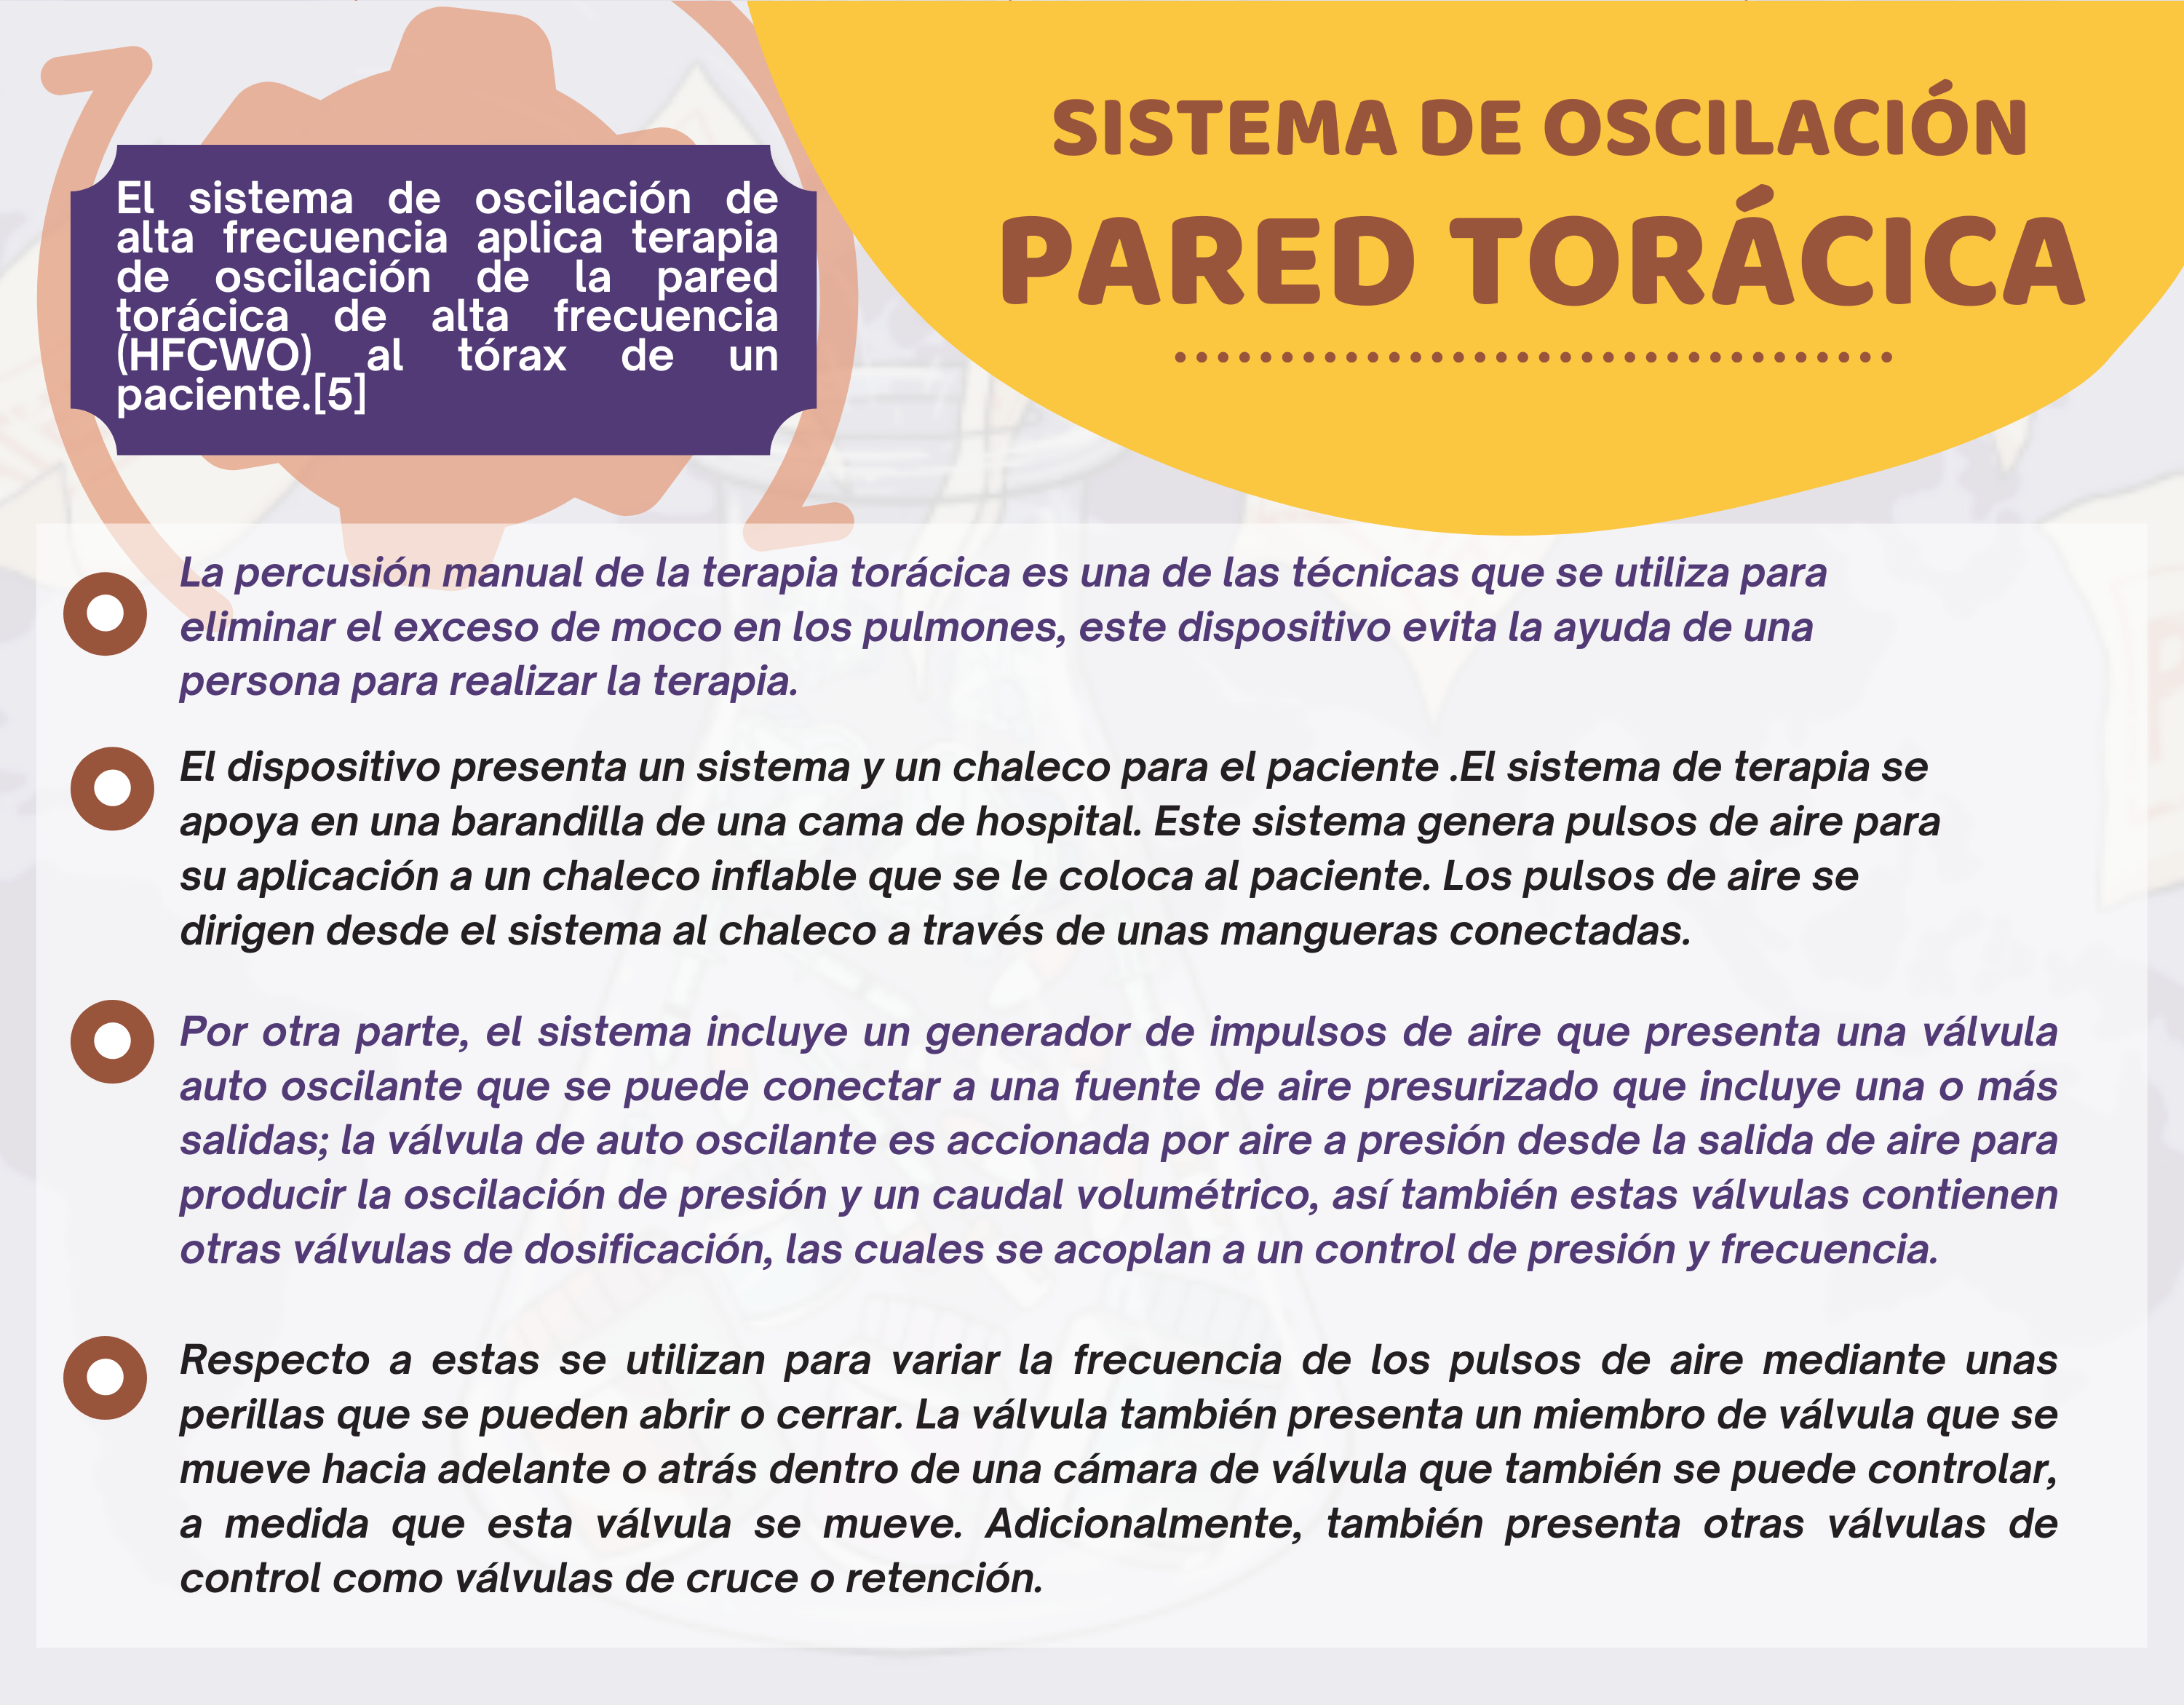 SISTEMA DE OSCILACIÓN
PARED TORÁCICA
El sistema de oscilación de
alta frecuencia aplica terapia
de oscilación de la pared
torácica de alta frecuencia
(HFCWO) al tórax de un
paciente.[5]
La percusión manual de la terapia torácica es una de las técnicas que se utiliza para
eliminar el exceso de moco en los pulmones, este dispositivo evita la ayuda de una
persona para realizar la terapia.
El dispositivo presenta un sistema y un chaleco para el paciente .El sistema de terapia se
apoya en una barandilla de una cama de hospital. Este sistema genera pulsos de aire para
su aplicación a un chaleco inflable que se le coloca al paciente. Los pulsos de aire se
dirigen desde el sistema al chaleco a través de unas mangueras conectadas.
Por otra parte, el sistema incluye un generador de impulsos de aire que presenta una válvula
auto oscilante que se puede conectar a una fuente de aire presurizado que incluye una o más
salidas; la válvula de auto oscilante es accionada por aire a presión desde la salida de aire para
producir la oscilación de presión y un caudal volumétrico, así también estas válvulas contienen
otras válvulas de dosificación, las cuales se acoplan a un control de presión y frecuencia.
Respecto a estas se utilizan para variar la frecuencia de los pulsos de aire mediante unas
perillas que se pueden abrir o cerrar. La válvula también presenta un miembro de válvula que se
mueve hacia adelante o atrás dentro de una cámara de válvula que también se puede controlar,
a medida que esta válvula se mueve. Adicionalmente, también presenta otras válvulas de
control como válvulas de cruce o retención.